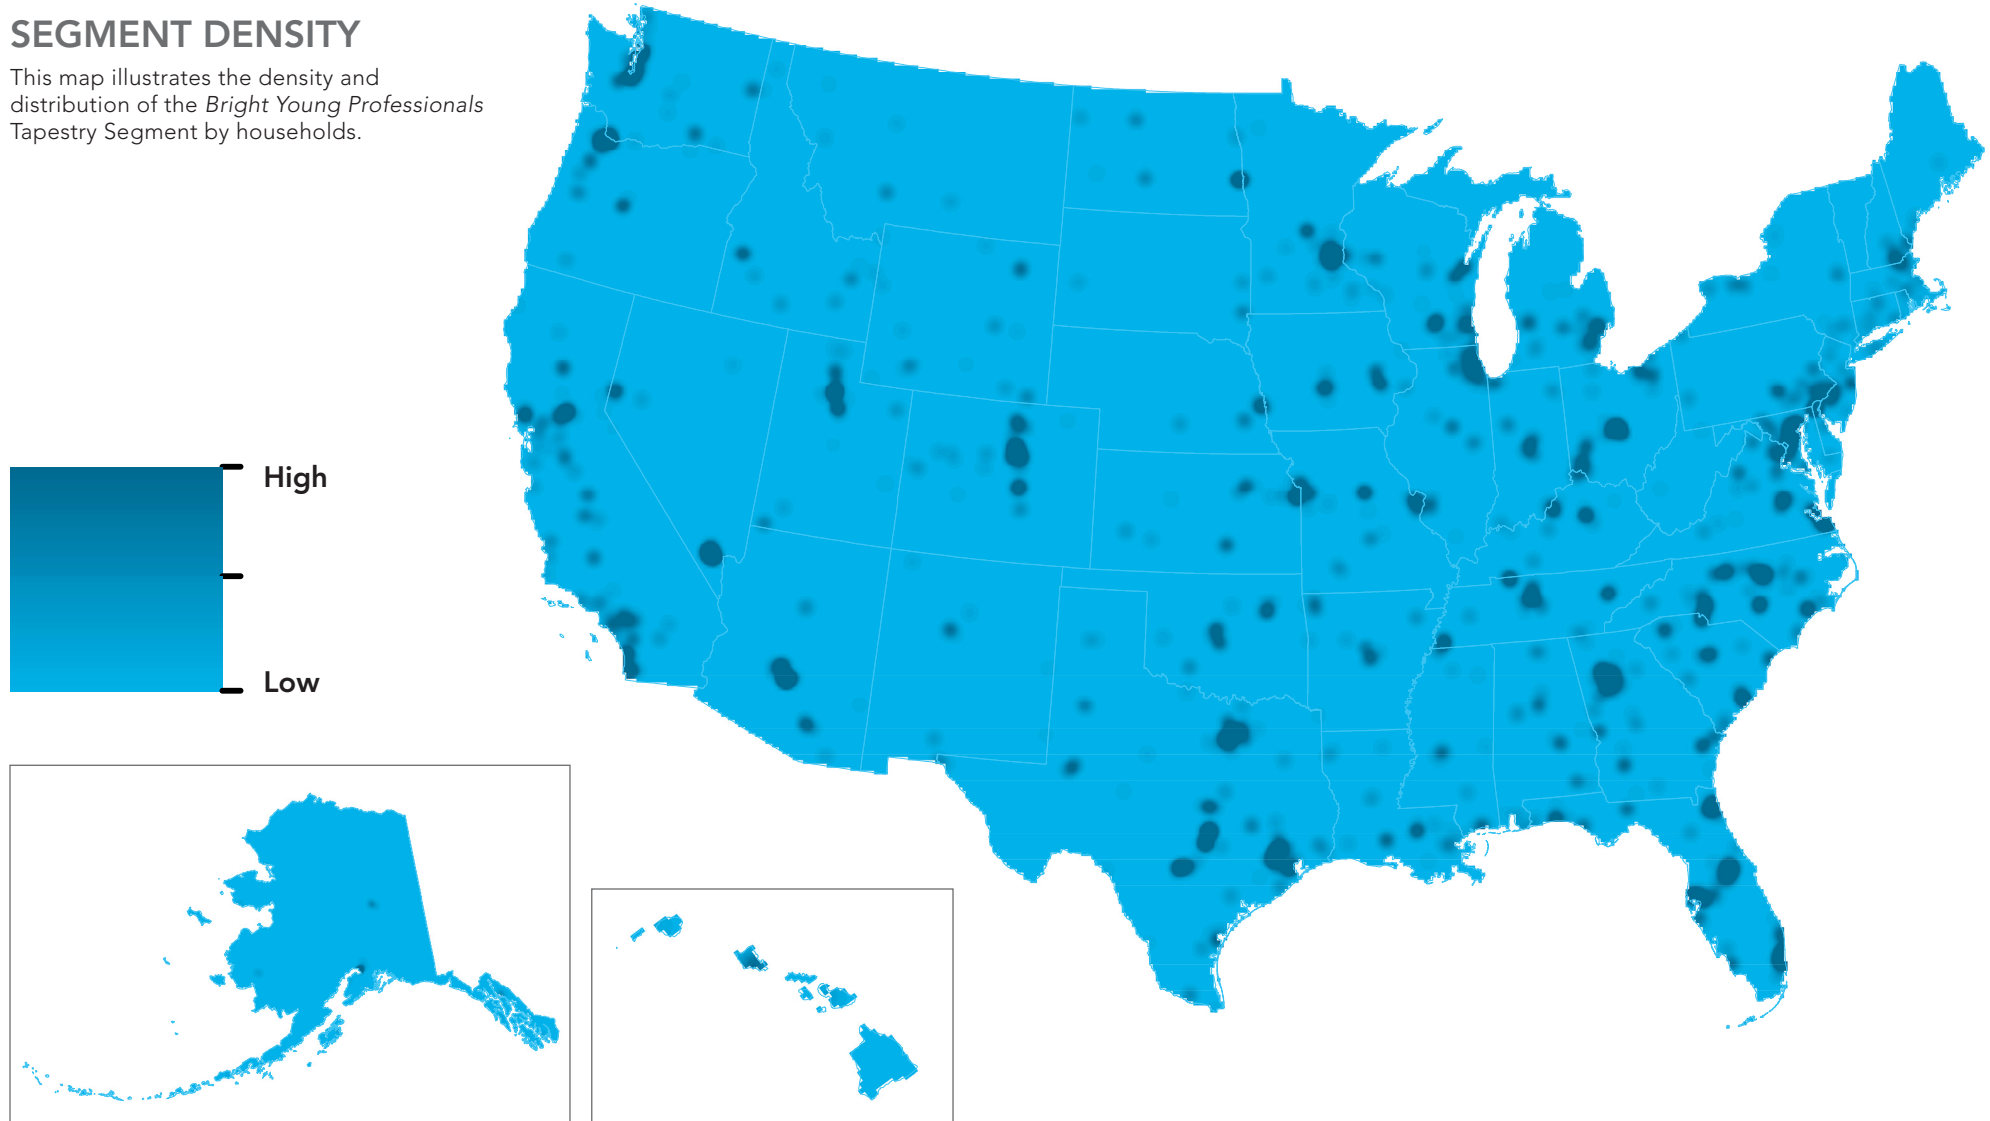 SEGMENT DENSITY
This map illustrates the density and
distribution of the Bright Young Professionals
Tapestry Segment by households.
High
Low